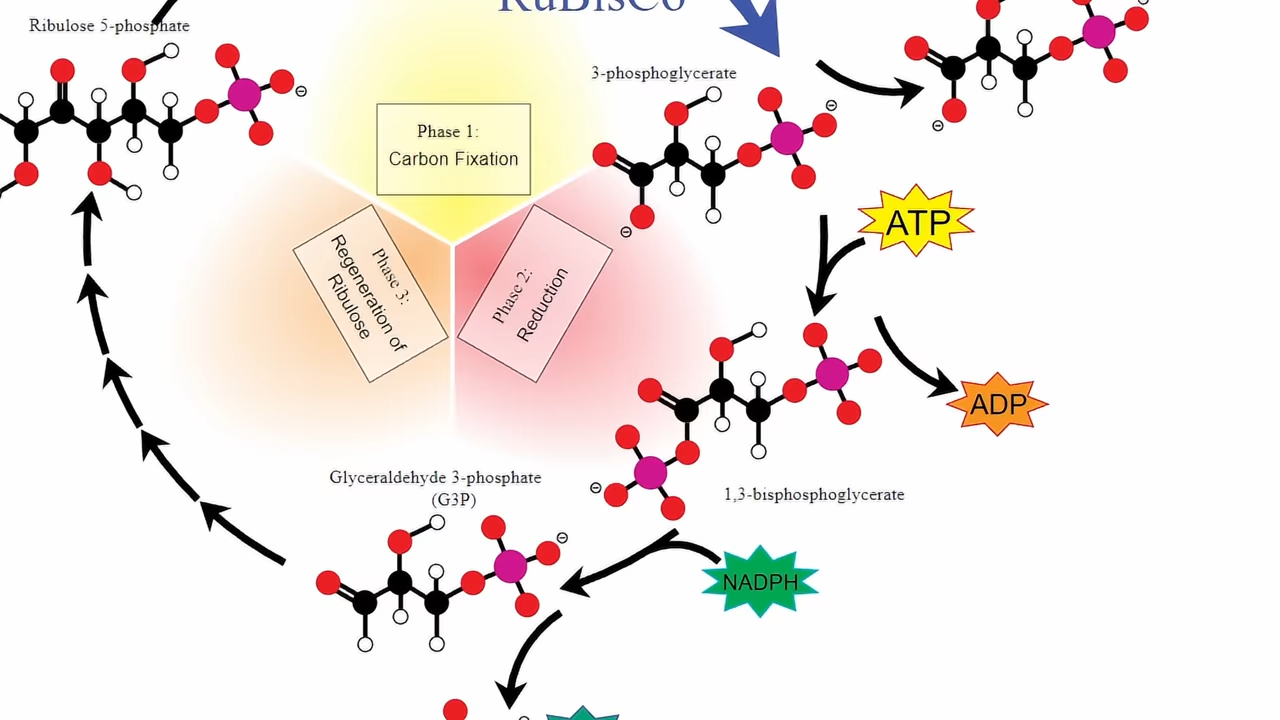 RuBisCo
Ribulose 5-phosphate
3-phosphoglycerate
Phase 1:
Carbon Fixation
ATP
Phase 3:
Regeneration of
Ribulose
Phase 2:
Reduction
ADP
Glyceraldehyde 3-phosphate
(G3P)
1,3-bisphosphoglycerate
NADPH